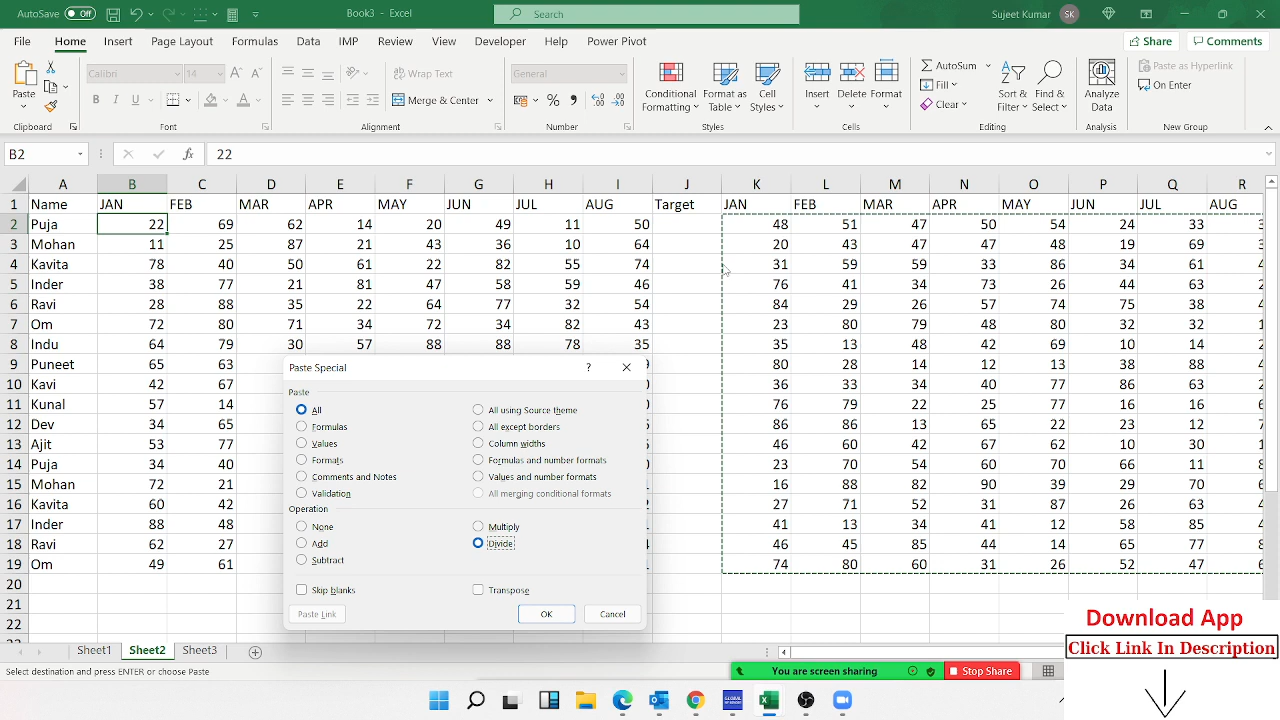 AutoSave Off Book3 - Excel Search Sujeet Kumar SK
File Home Insert Page Layout Formulas Data IMP Review View Developer Help Power Pivot Share Comments
Calibri 14 Wrap Text General AutoSum Paste as Hyperlink
Fill On Enter
Paste B I U Merge & Center Conditional Formatting Format as Table Cell Styles Insert Delete Format Clear Sort & Filter Find & Select Analyze Data
Clipboard Font Alignment Number Styles Cells Editing Analysis New Group
B2 fx 22
A B C D E F G H I J K L M N O P Q R
1 Name JAN FEB MAR APR MAY JUN JUL AUG Target JAN FEB MAR APR MAY JUN JUL AUG
2 Puja 22 69 62 14 20 49 11 50 48 51 47 50 54 24 33
3 Mohan 11 25 87 21 43 36 10 64 20 43 47 47 48 19 69
4 Kavita 78 40 50 61 22 82 55 74 31 59 59 33 86 34 61
5 Inder 38 77 21 81 47 58 59 46 76 41 34 73 26 44 63
6 Ravi 28 88 35 22 64 77 32 54 84 29 26 57 74 75 38
7 Om 72 80 71 34 72 34 82 43 23 80 79 48 80 32 32
8 Indu 64 79 30 57 88 88 78 35 35 13 48 42 69 10 14
9 Puneet 65 63 80 28 14 12 13 38 88
10 Kavi 42 67 36 33 34 40 77 86 63
11 Kunal 57 14 76 79 22 25 77 16 16
12 Dev 34 65 86 86 13 65 22 23 12
13 Ajit 53 77 46 60 42 67 62 10 30
14 Puja 34 40 23 70 54 60 70 66 11
15 Mohan 72 21 16 88 82 90 39 29 70
16 Kavita 60 42 27 71 52 31 87 26 63
17 Inder 88 48 41 13 34 41 12 58 85
18 Ravi 62 27 46 45 85 44 14 65 77
19 Om 49 61 74 80 60 31 26 52 47
20
21
22
Paste Special ?
Paste
All All using Source theme
Formulas All except borders
Values Column widths
Formats Formulas and number formats
Comments and Notes Values and number formats
Validation All merging conditional formats
Operation
None Multiply
Add Divide
Subtract
Skip blanks Transpose
Paste Link OK Cancel
Download App
Click Link In Description
Sheet1 Sheet2 Sheet3
Select destination and press ENTER or choose Paste You are screen sharing Stop Share